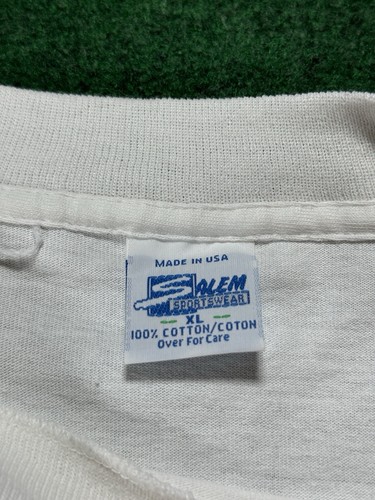 MADE IN USA
SALEM
SPORTSWEAR
XL
100% COTTON/COTON
Over For Care